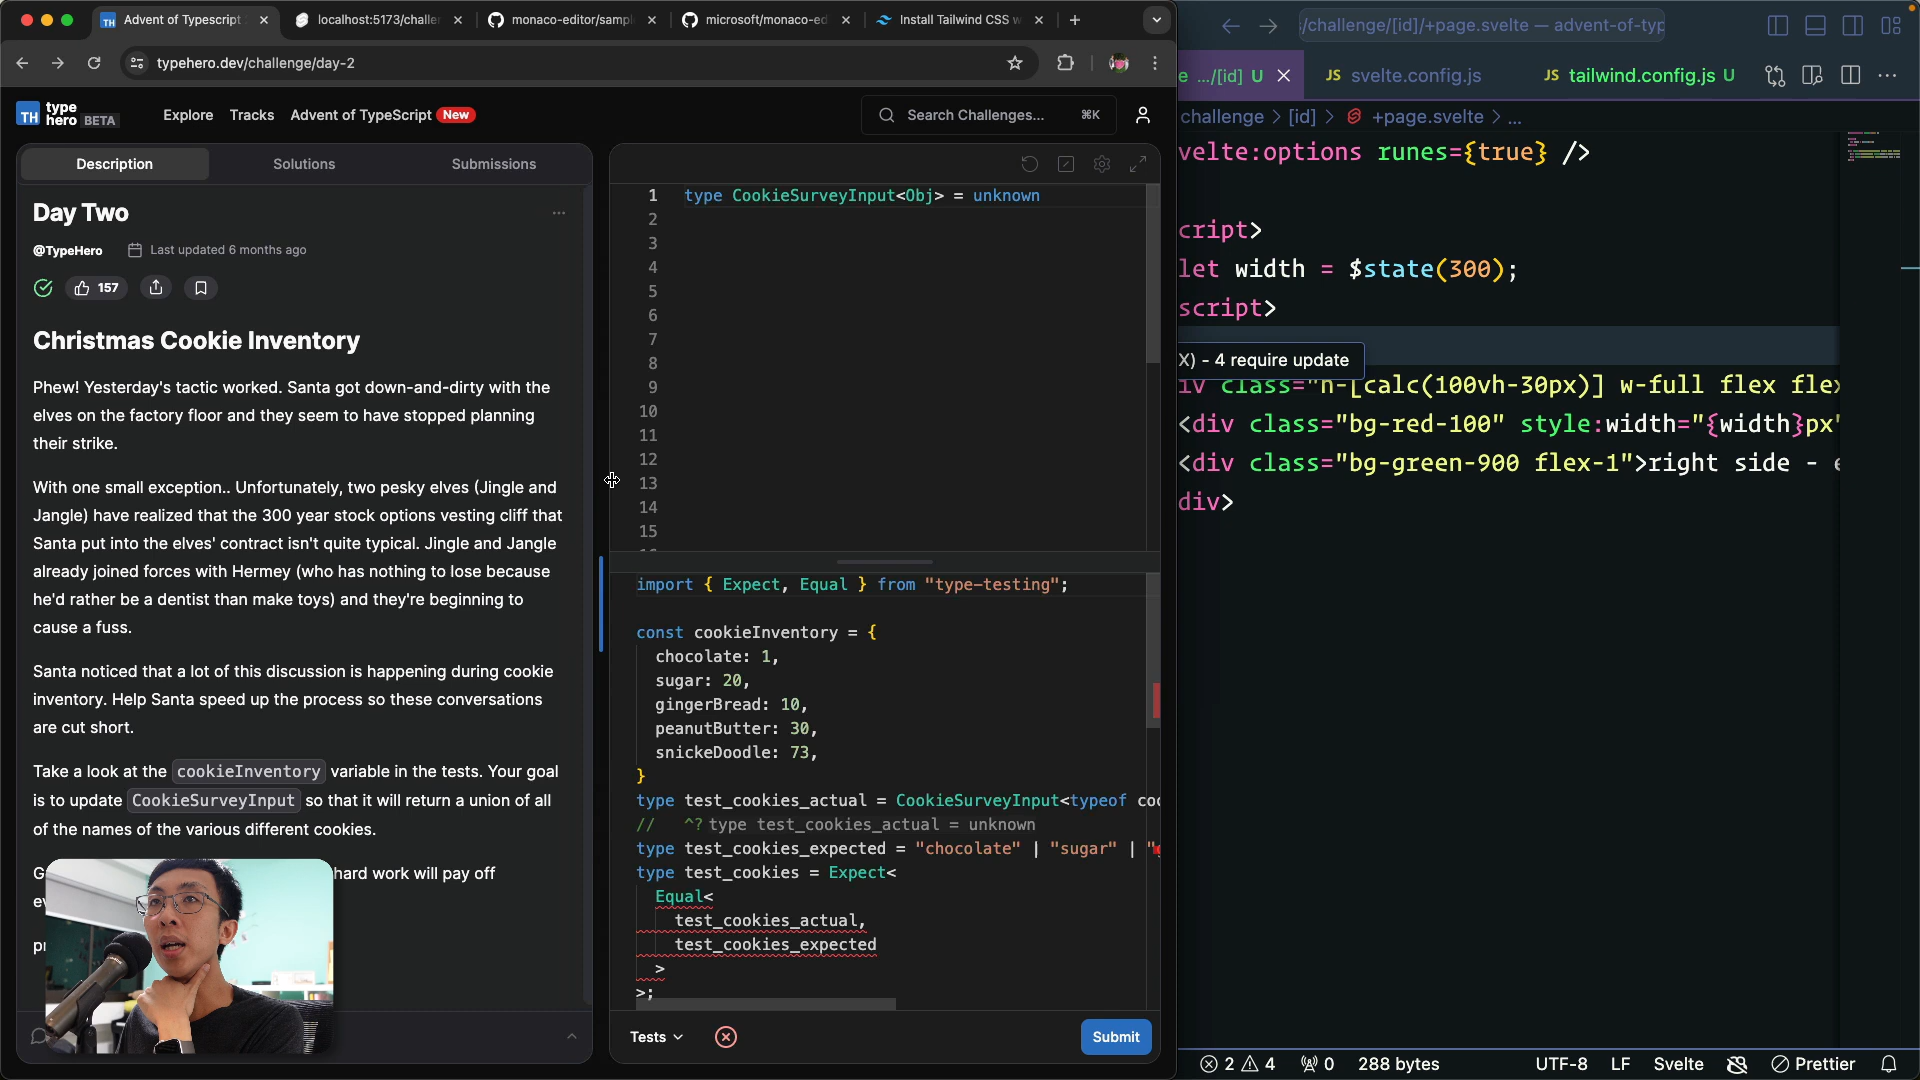 Advent of Typescript
localhost:5173/challe
monaco-editor/sampl
microsoft/monaco-ed
Install Tailwind CSS w
typehero.dev/challenge/day-2
TH type hero BETA
Explore
Tracks
Advent of TypeScript New
Search Challenges... ⌘K
Description
Solutions
Submissions
Day Two
@TypeHero Last updated 6 months ago
157
Christmas Cookie Inventory
Phew! Yesterday's tactic worked. Santa got down-and-dirty with the
elves on the factory floor and they seem to have stopped planning
their strike.
With one small exception.. Unfortunately, two pesky elves (Jingle and
Jangle) have realized that the 300 year stock options vesting cliff that
Santa put into the elves' contract isn't quite typical. Jingle and Jangle
already joined forces with Hermey (who has nothing to lose because
he'd rather be a dentist than make toys) and they're beginning to
cause a fuss.
Santa noticed that a lot of this discussion is happening during cookie
inventory. Help Santa speed up the process so these conversations
are cut short.
Take a look at the cookieInventory variable in the tests. Your goal
is to update CookieSurveyInput so that it will return a union of all
of the names of the various different cookies.
hard work will pay off
1 type CookieSurveyInput<Obj> = unknown
2
3
4
5
6
7
8
9
10
11
12
13
14
15
import { Expect, Equal } from "type-testing";
const cookieInventory = {
chocolate: 1,
sugar: 20,
gingerBread: 10,
peanutButter: 30,
snickeDoodle: 73,
}
type test_cookies_actual = CookieSurveyInput<typeof coo
// ^? type test_cookies_actual = unknown
type test_cookies_expected = "chocolate" | "sugar" | "g
type test_cookies = Expect<
Equal<
test_cookies_actual,
test_cookies_expected
>
>;
Tests
Submit
/challenge/[id]/+page.svelte — advent-of-typ
e .../[id] U
JS svelte.config.js
JS tailwind.config.js U
challenge > [id] > +page.svelte > ...
velte:options runes={true} />
cript>
let width = $state(300);
script>
X) - 4 require update
iv class="h-[calc(100vh-30px)] w-full flex flex
<div class="bg-red-100" style:width="{width}px"
<div class="bg-green-900 flex-1">right side - e
div>
2 4 0 288 bytes UTF-8 LF Svelte Prettier